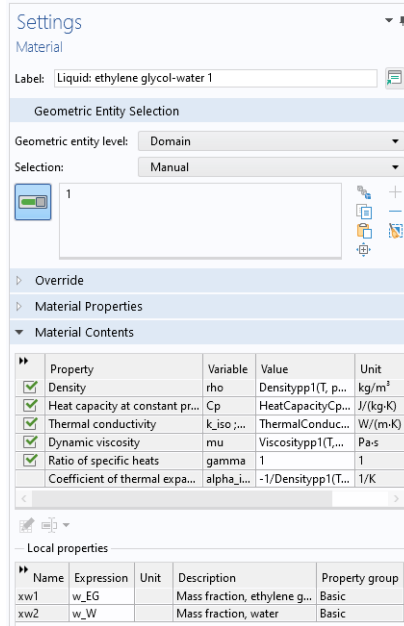 Settings
Material
Label: Liquid: ethylene glycol-water 1
Geometric Entity Selection
Geometric entity level: Domain
Selection: Manual
1
Override
Material Properties
Material Contents
Property Variable Value Unit
Density rho Densitypp1(T, p... kg/m³
Heat capacity at constant pr... Cp HeatCapacityCp... J/(kg·K)
Thermal conductivity k_iso ;... ThermalConduc... W/(m·K)
Dynamic viscosity mu Viscositypp1(T,... Pa·s
Ratio of specific heats gamma 1 1
Coefficient of thermal expa... alpha_i... -1/Densitypp1(T... 1/K
Local properties
Name Expression Unit Description Property group
xw1 w_EG Mass fraction, ethylene g... Basic
xw2 w_W Mass fraction, water Basic